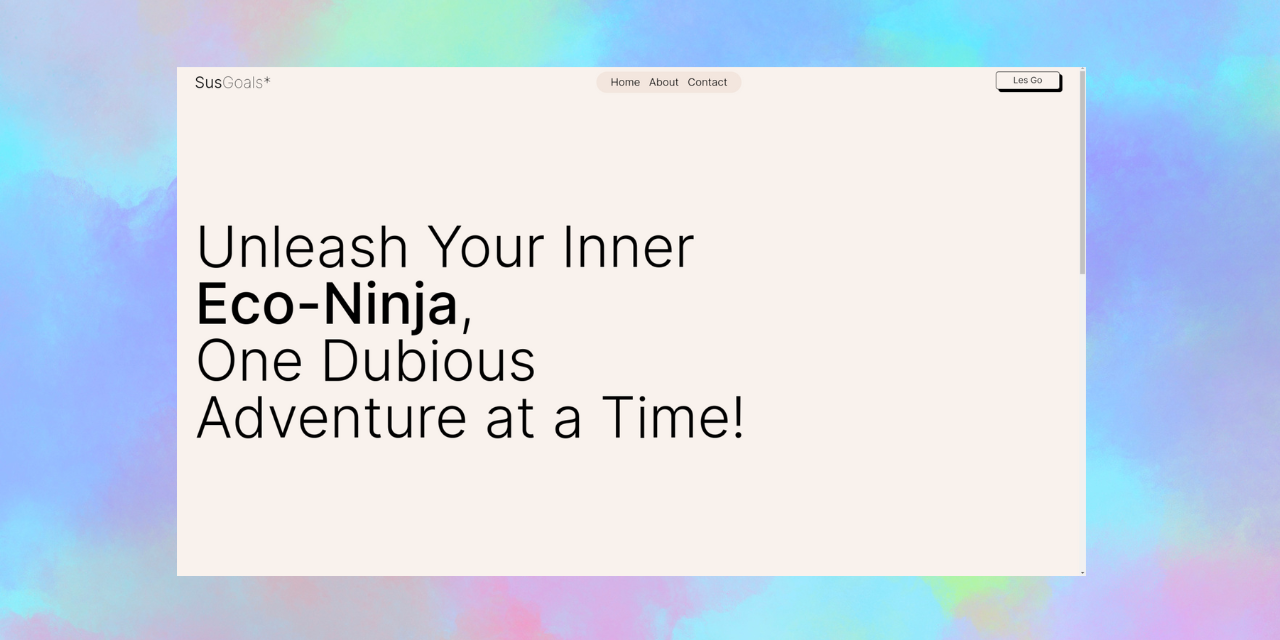 SusGoals*
Home About Contact
Les Go
Unleash Your Inner
Eco-Ninja,
One Dubious
Adventure at a Time!